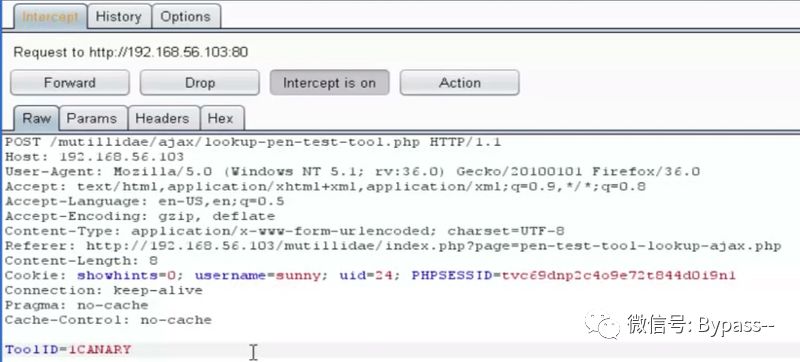 Intercept History Options
Request to http://192.168.56.103:80
Forward Drop Intercept is on Action
Raw Params Headers Hex
POST /mutillidae/ajax/lookup-pen-test-tool.php HTTP/1.1
Host: 192.168.56.103
User-Agent: Mozilla/5.0 (Windows NT 5.1; rv:36.0) Gecko/20100101 Firefox/36.0
Accept: text/html,application/xhtml+xml,application/xml;q=0.9,*/*;q=0.8
Accept-Language: en-US,en;q=0.5
Accept-Encoding: gzip, deflate
Content-Type: application/x-www-form-urlencoded; charset=UTF-8
Referer: http://192.168.56.103/mutillidae/index.php?page=pen-test-tool-lookup-ajax.php
Content-Length: 8
Cookie: showhints=0; username=sunny; uid=24; PHPSESSID=tvc69dnp2c4o9e72t844d0i9n1
Connection: keep-alive
Pragma: no-cache
Cache-Control: no-cache
ToolID=1CANARY
微信号: Bypass--